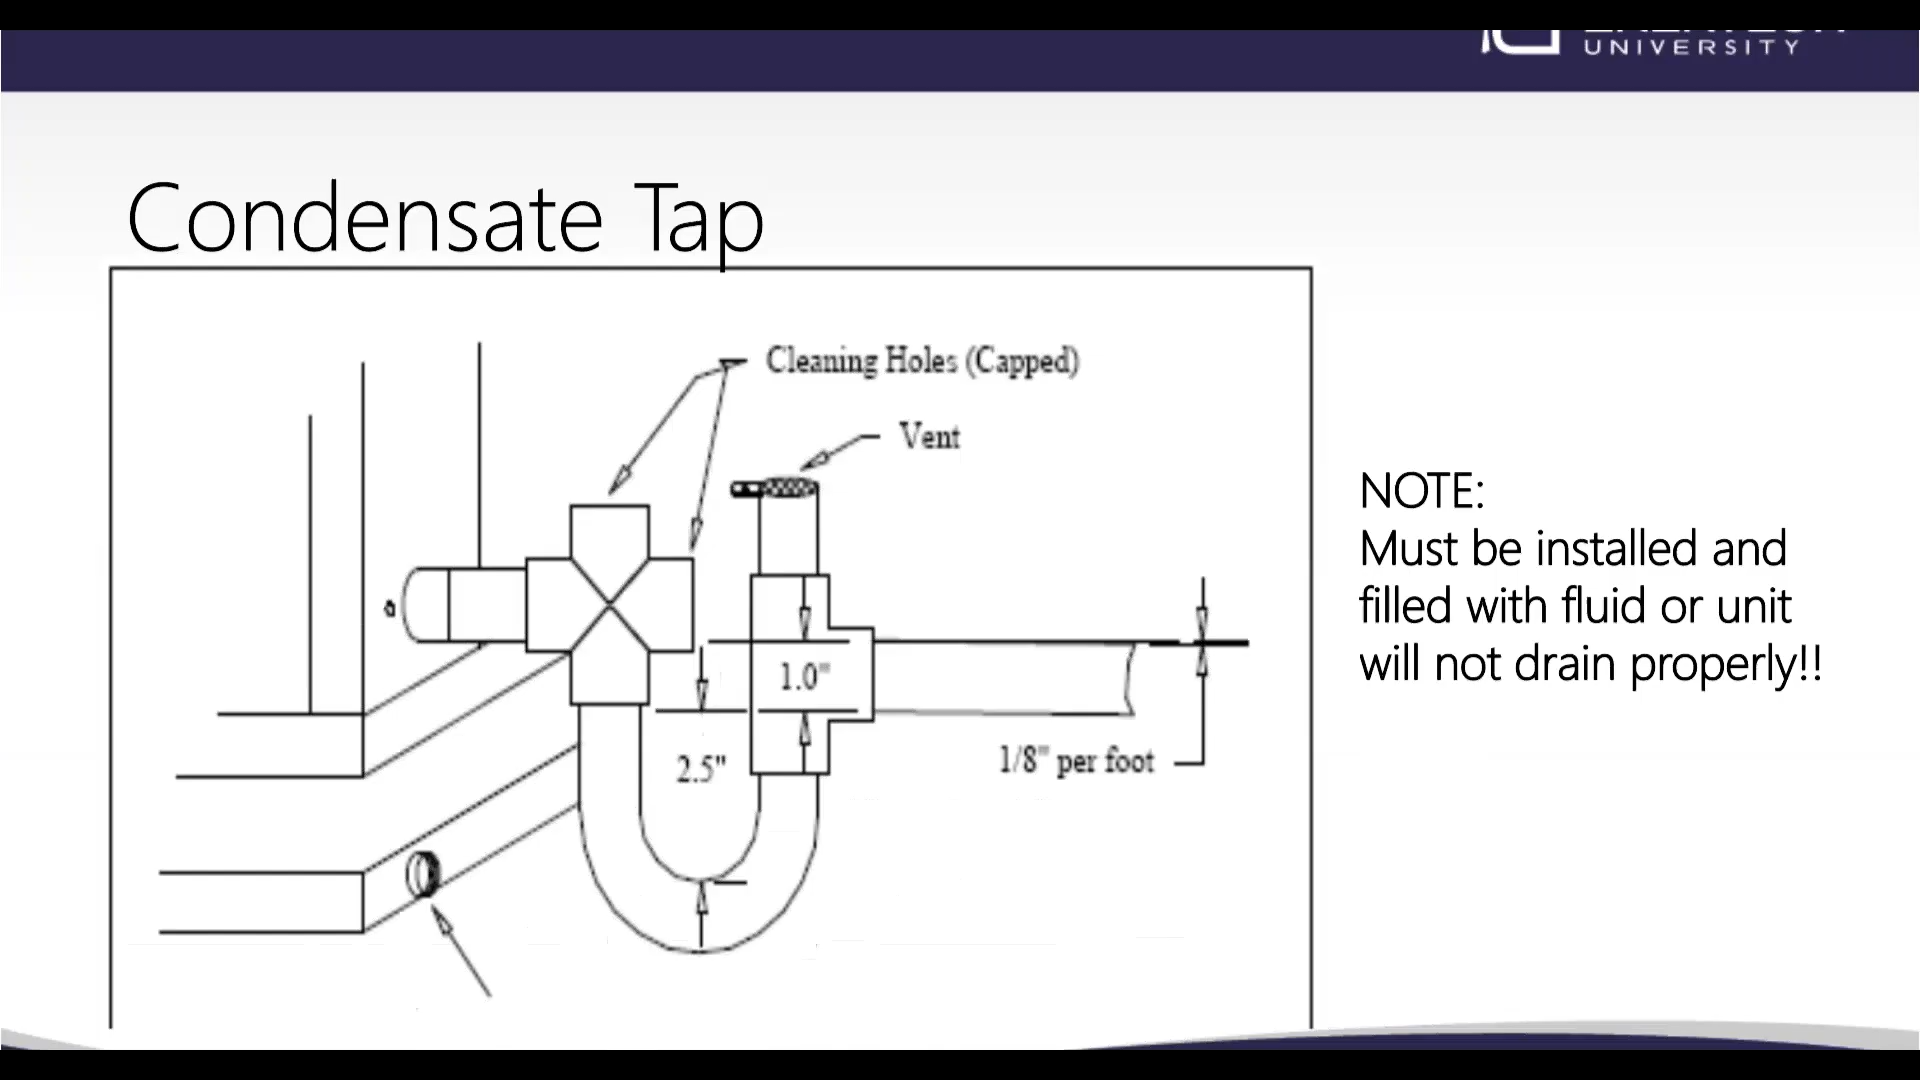 UNIVERSITY
Condensate Tap
Cleaning Holes (Capped)
Vent
NOTE:
Must be installed and
filled with fluid or unit
will not drain properly!!
1.0"
2.5"
1/8" per foot